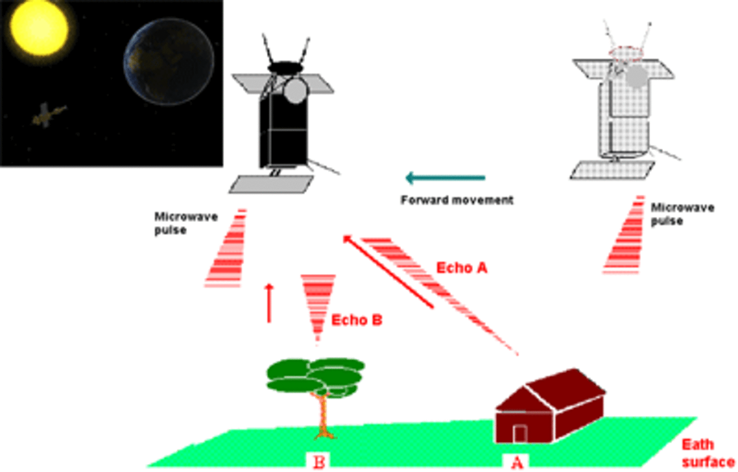 Forward movement
Microwave
pulse
Microwave
pulse
Echo A
Echo B
B
A
Eath
surface